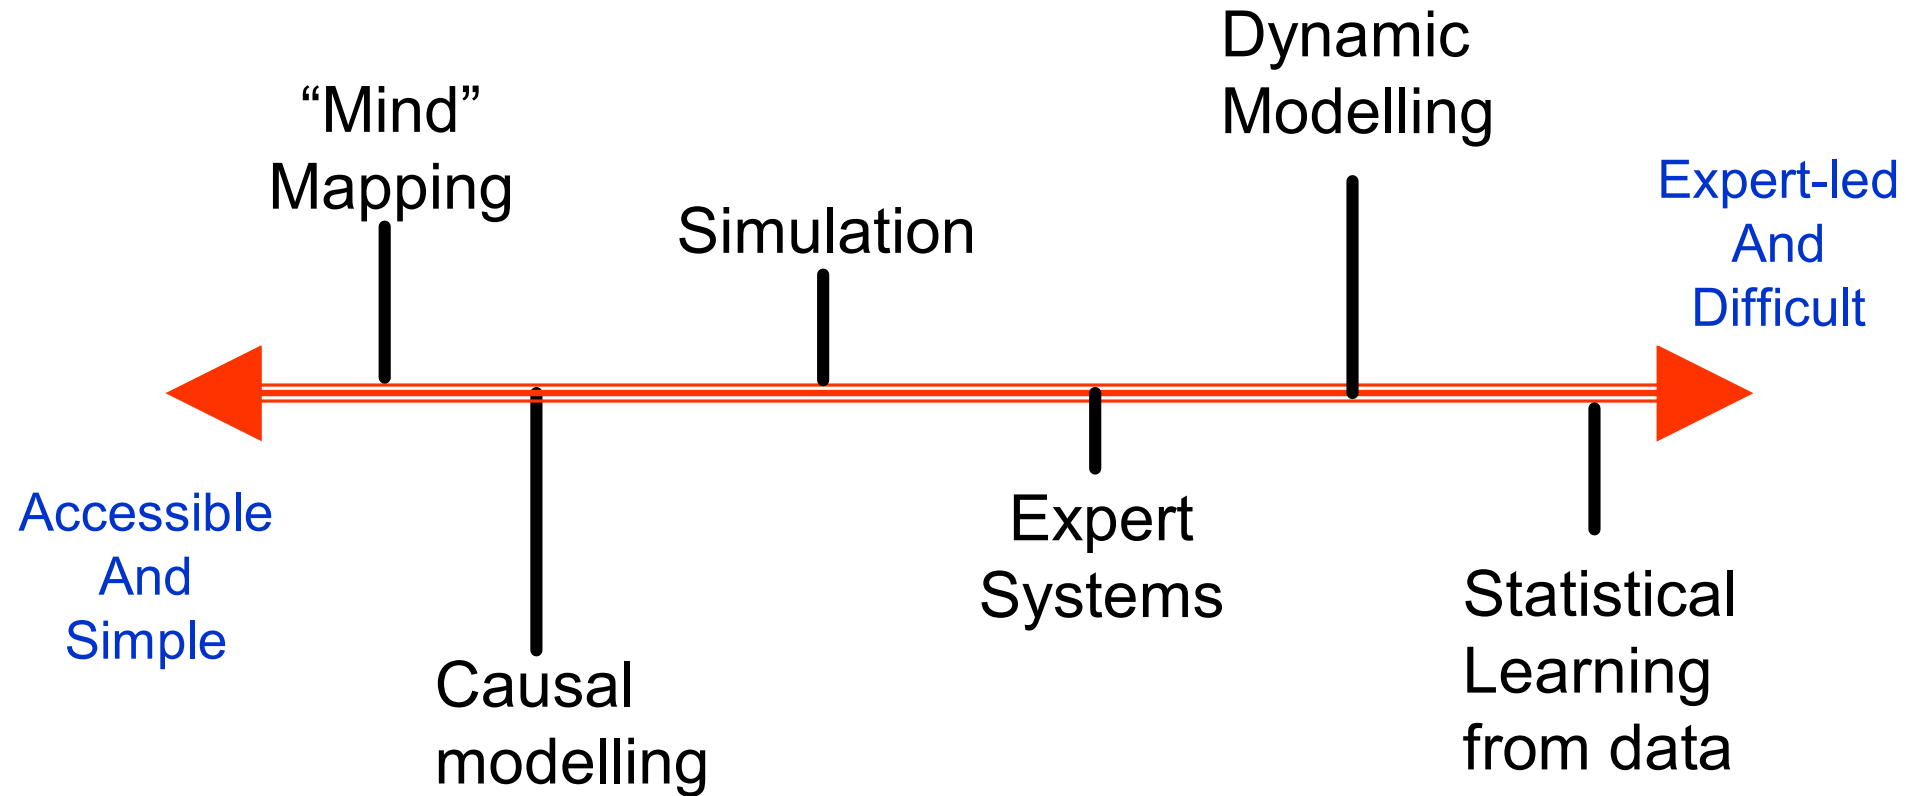 “Mind”
Mapping
Simulation
Dynamic
Modelling
Expert-led
And
Difficult
Accessible
And
Simple
Causal
modelling
Expert
Systems
Statistical
Learning
from data